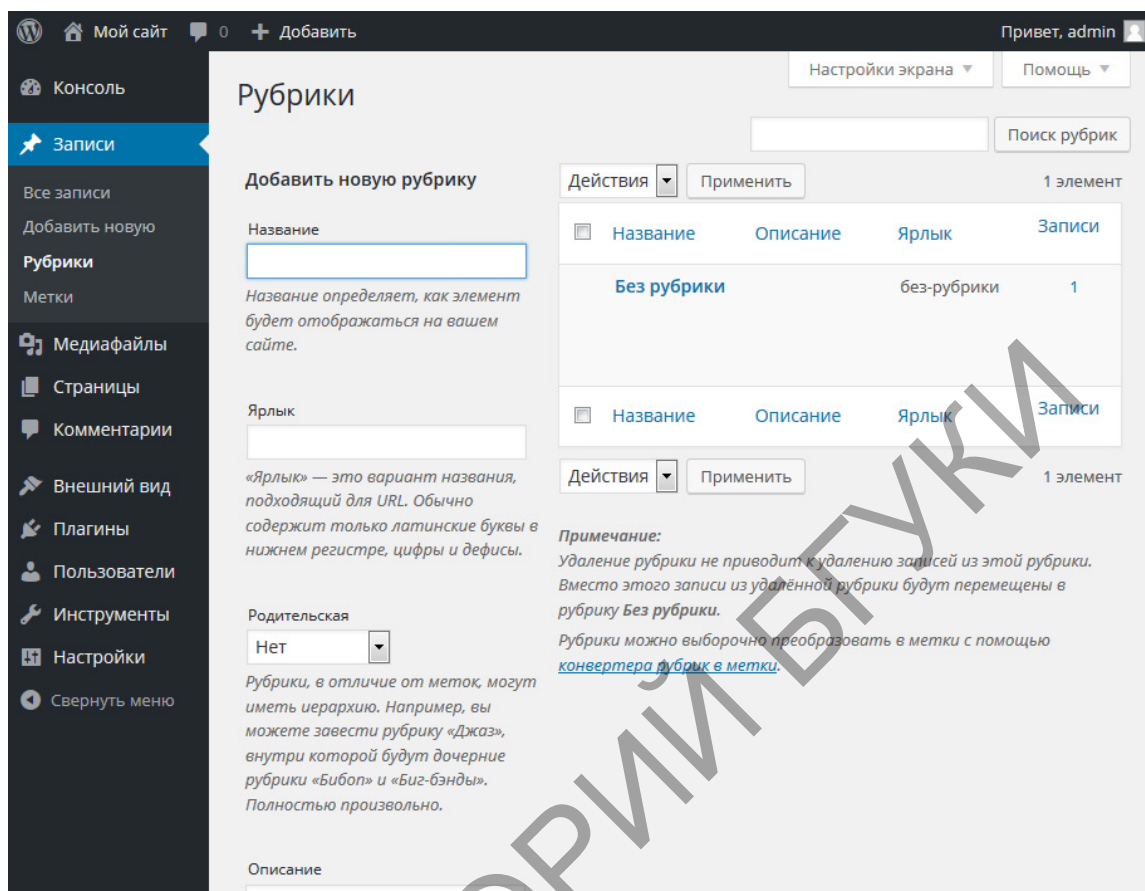 Мой сайт 0 Добавить Привет, admin
Консоль
Записи
Все записи
Добавить новую
Рубрики
Метки
Медиафайлы
Страницы
Комментарии
Внешний вид
Плагины
Пользователи
Инструменты
Настройки
Свернуть меню
Настройки экрана Помощь
Рубрики
Поиск рубрик
Добавить новую рубрику
Название
Название определяет, как элемент
будет отображаться на вашем
сайте.
Ярлык
«Ярлык» — это вариант названия,
подходящий для URL. Обычно
содержит только латинские буквы в
нижнем регистре, цифры и дефисы.
Родительская
Нет
Рубрики, в отличие от меток, могут
иметь иерархию. Например, вы
можете завести рубрику «Джаз»,
внутри которой будут дочерние
рубрики «Бибоп» и «Биг-бэнды».
Полностью произвольно.
Описание
Действия Применить 1 элемент
Название Описание Ярлык Записи
Без рубрики без-рубрики 1
Название Описание Ярлык Записи
Действия Применить 1 элемент
Примечание:
Удаление рубрики не приводит к удалению записей из этой рубрики.
Вместо этого записи из удалённой рубрики будут перемещены в
рубрику Без рубрики.
Рубрики можно выборочно преобразовать в метки с помощью
конвертера рубрик в метки.
ОРИЙ БГУКИ